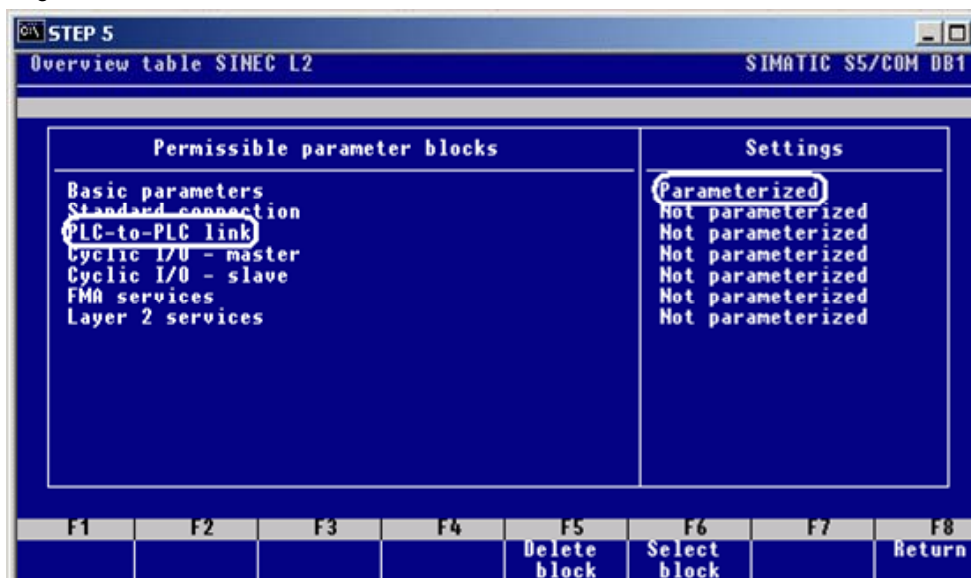 STEP 5
Overview table SINEC L2 SIMATIC S5/COM DB1
Permissible parameter blocks Settings
Basic parameters Parameterized
Standard connection Not parameterized
PLC-to-PLC link Not parameterized
Cyclic I/O - master Not parameterized
Cyclic I/O - slave Not parameterized
FMA services Not parameterized
Layer 2 services Not parameterized
F1 F2 F3 F4 F5 F6 F7 F8
Delete Select Return
block block